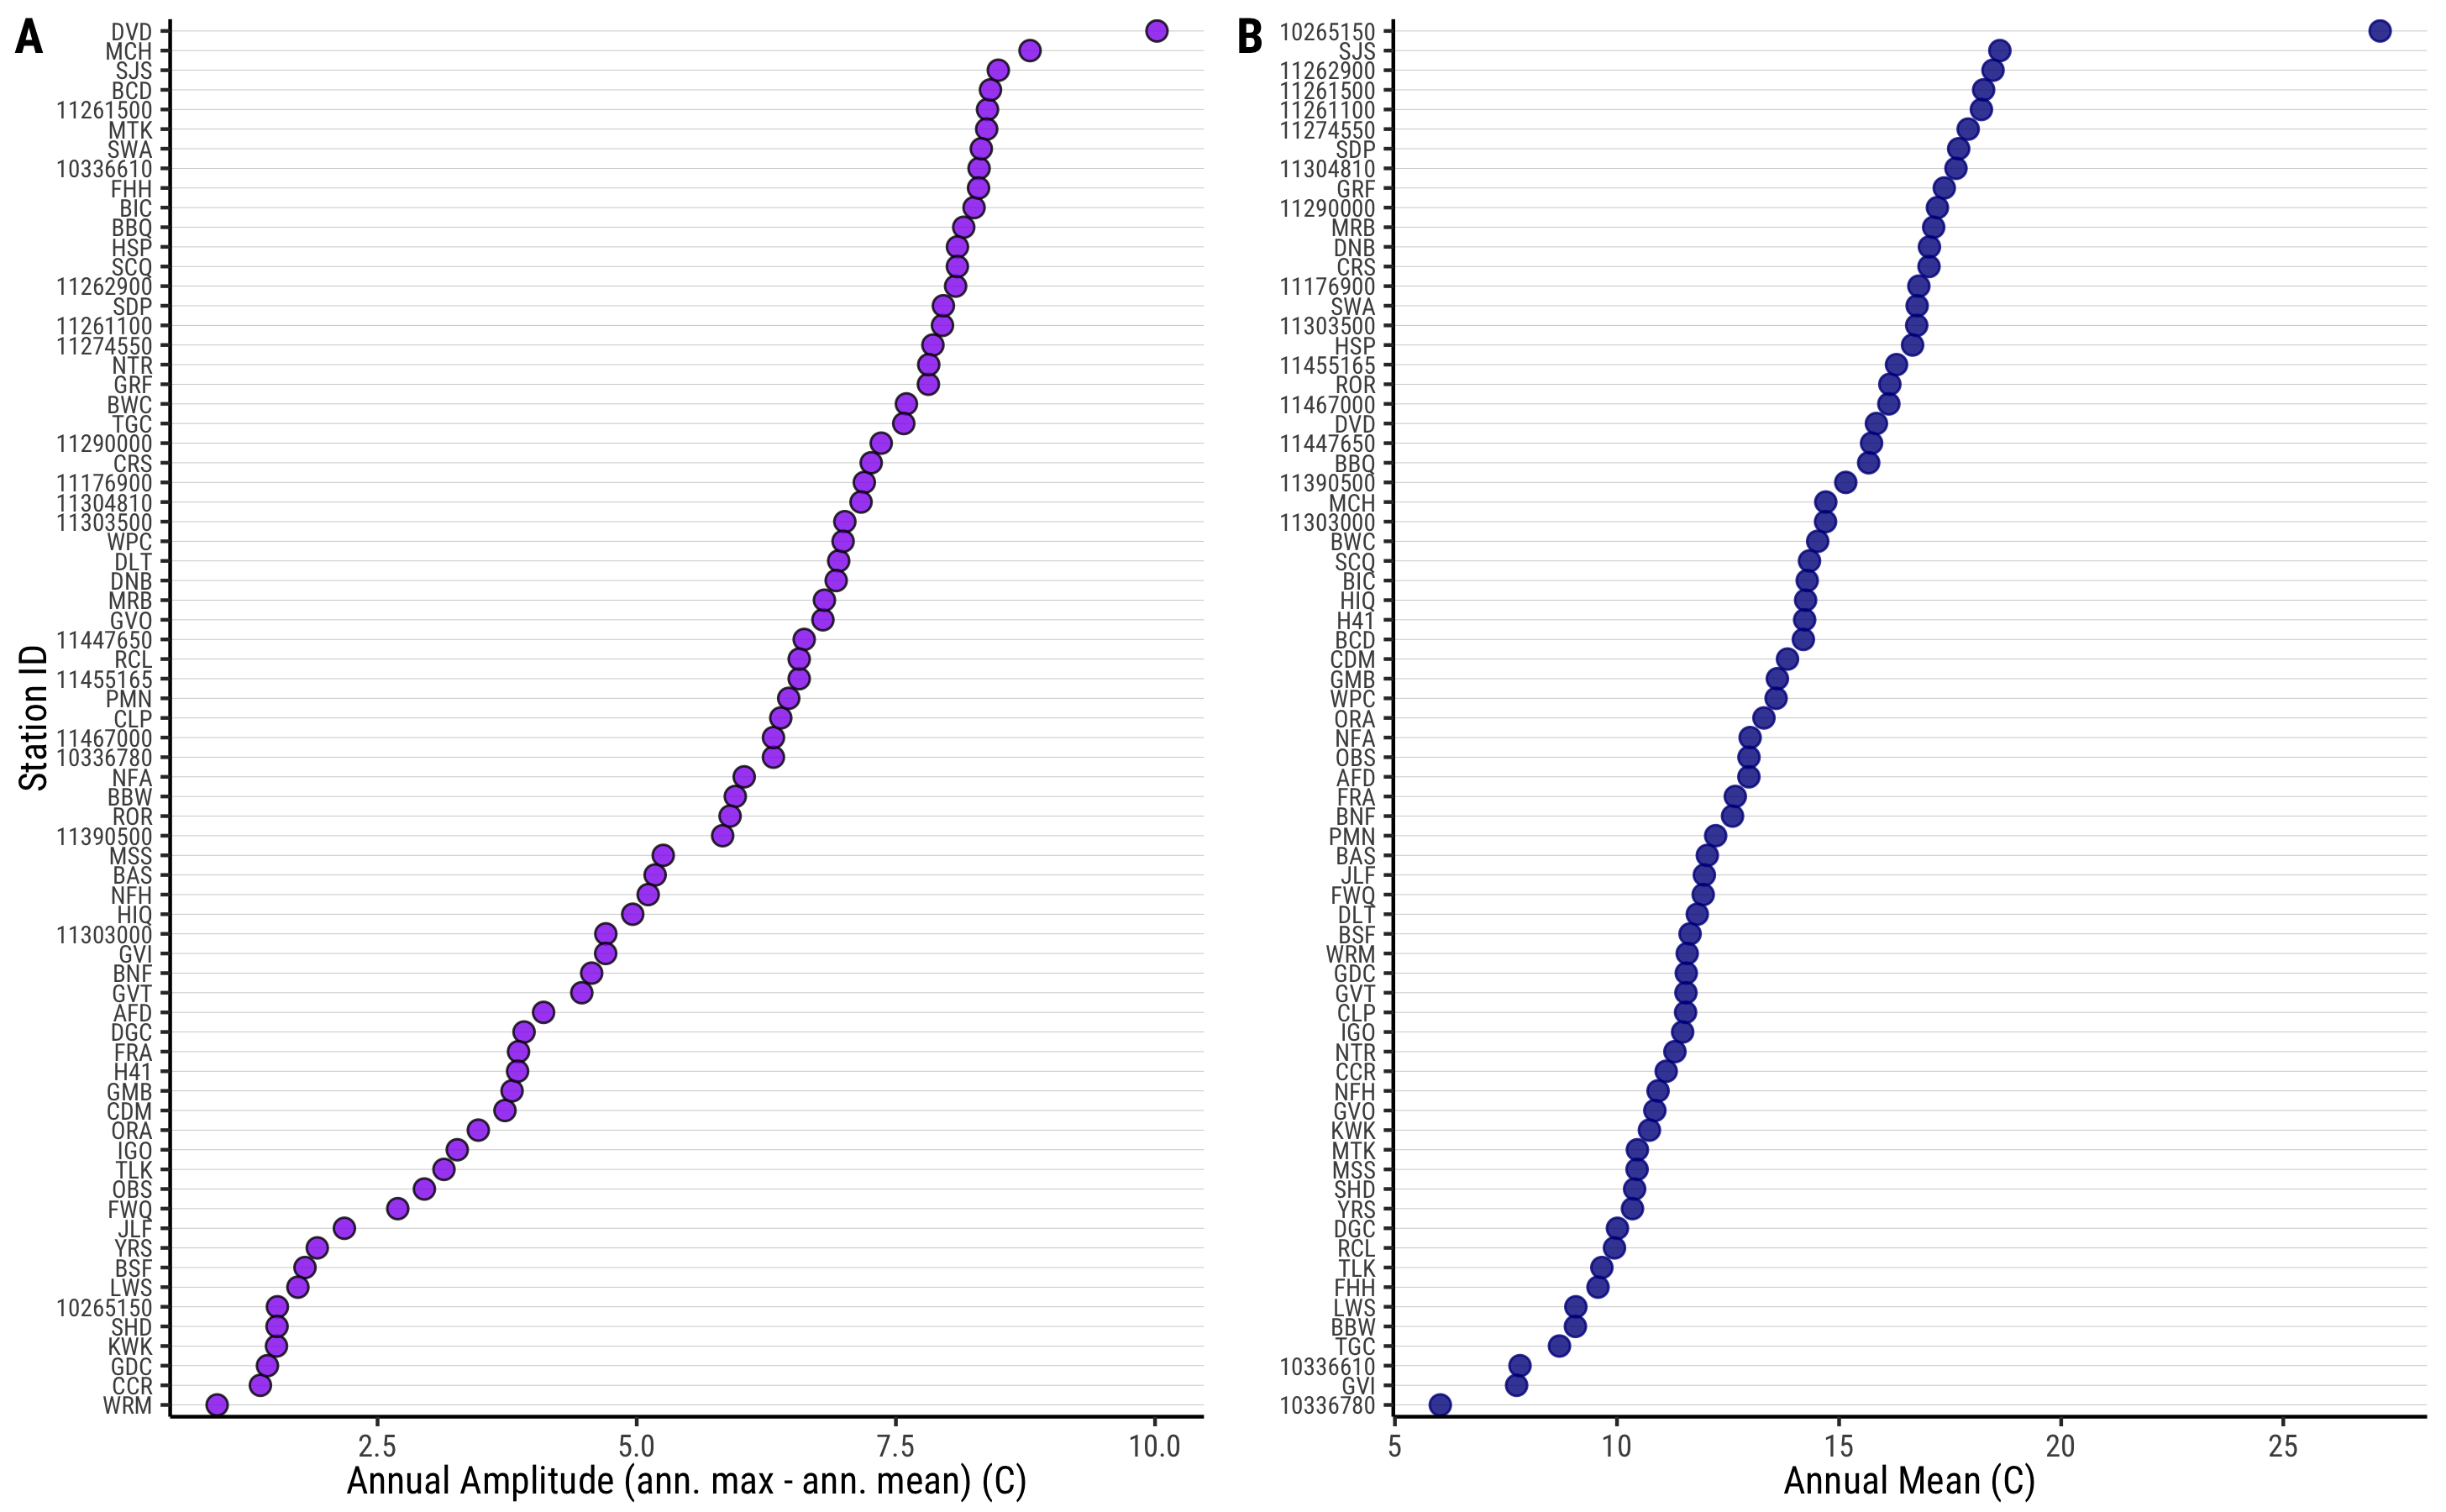 A
DVD
MCH
SJS
BCD
11261500
MTK
SWA
10336610
FHH
BIC
BBQ
HSP
SCQ
11262900
SDP
11261100
11274550
NTR
GRF
BWC
TGC
11290000
CRS
11176900
11304810
11303500
WPC
DLT
DNB
MRB
GVO
11447650
RCL
11455165
PMN
CLP
11467000
10336780
NFA
BBW
ROR
11390500
MSS
BAS
NFH
HIQ
11303000
GVI
BNF
GVT
AFD
DGC
FRA
H41
GMB
CDM
ORA
IGO
TLK
OBS
FWQ
JLF
YRS
BSF
LWS
10265150
SHD
KWK
GDC
CCR
WRM
Station ID
2.5 5.0 7.5 10.0
Annual Amplitude (ann. max - ann. mean) (C)
B
10265150
SJS
11262900
11261500
11261100
11274550
SDP
11304810
GRF
11290000
MRB
DNB
CRS
11176900
SWA
11303500
HSP
11455165
ROR
11467000
DVD
11447650
BBQ
11390500
MCH
11303000
BWC
SCQ
BIC
HIQ
H41
BCD
CDM
GMB
WPC
ORA
NFA
OBS
AFD
FRA
BNF
PMN
BAS
JLF
FWQ
DLT
BSF
WRM
GDC
GVT
CLP
IGO
NTR
CCR
NFH
GVO
KWK
MTK
MSS
SHD
YRS
DGC
RCL
TLK
FHH
LWS
BBW
TGC
10336610
GVI
10336780
5 10 15 20 25
Annual Mean (C)